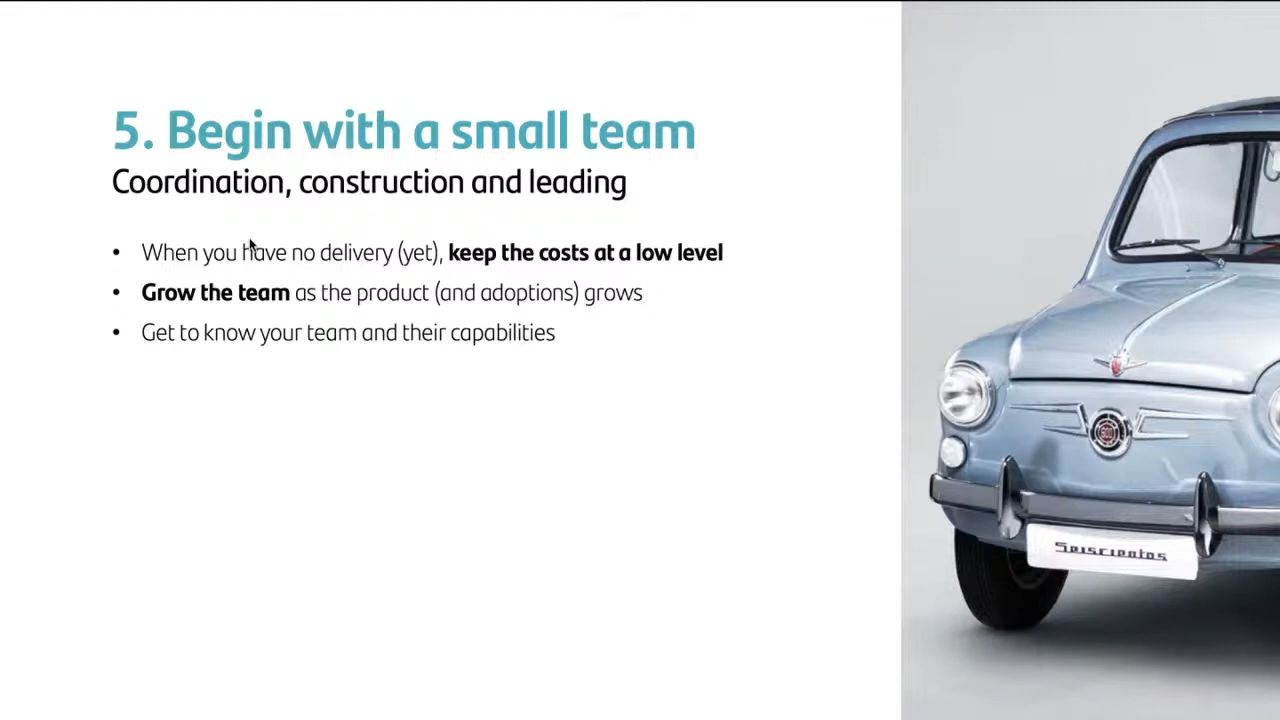 5. Begin with a small team
Coordination, construction and leading
• When you have no delivery (yet), keep the costs at a low level
• Grow the team as the product (and adoptions) grows
• Get to know your team and their capabilities
600
Seiscientos